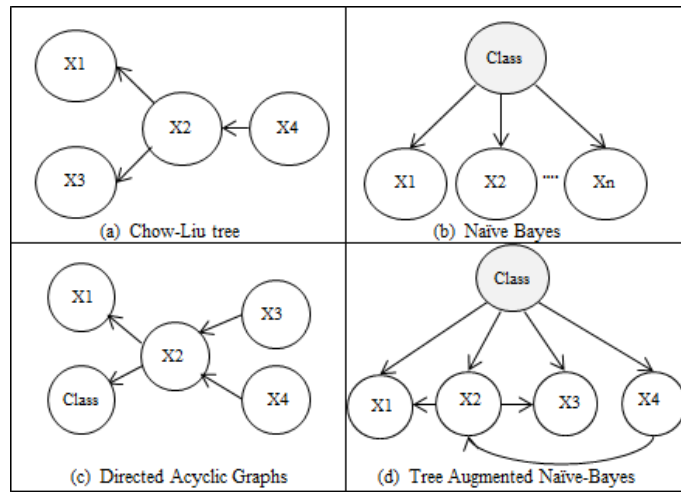 X1
X2
X4
X3
(a) Chow-Liu tree
Class
X1
X2
....
Xn
(b) Naïve Bayes
X1
X3
X2
Class
X4
(c) Directed Acyclic Graphs
Class
X1
X2
X3
X4
(d) Tree Augmented Naïve-Bayes